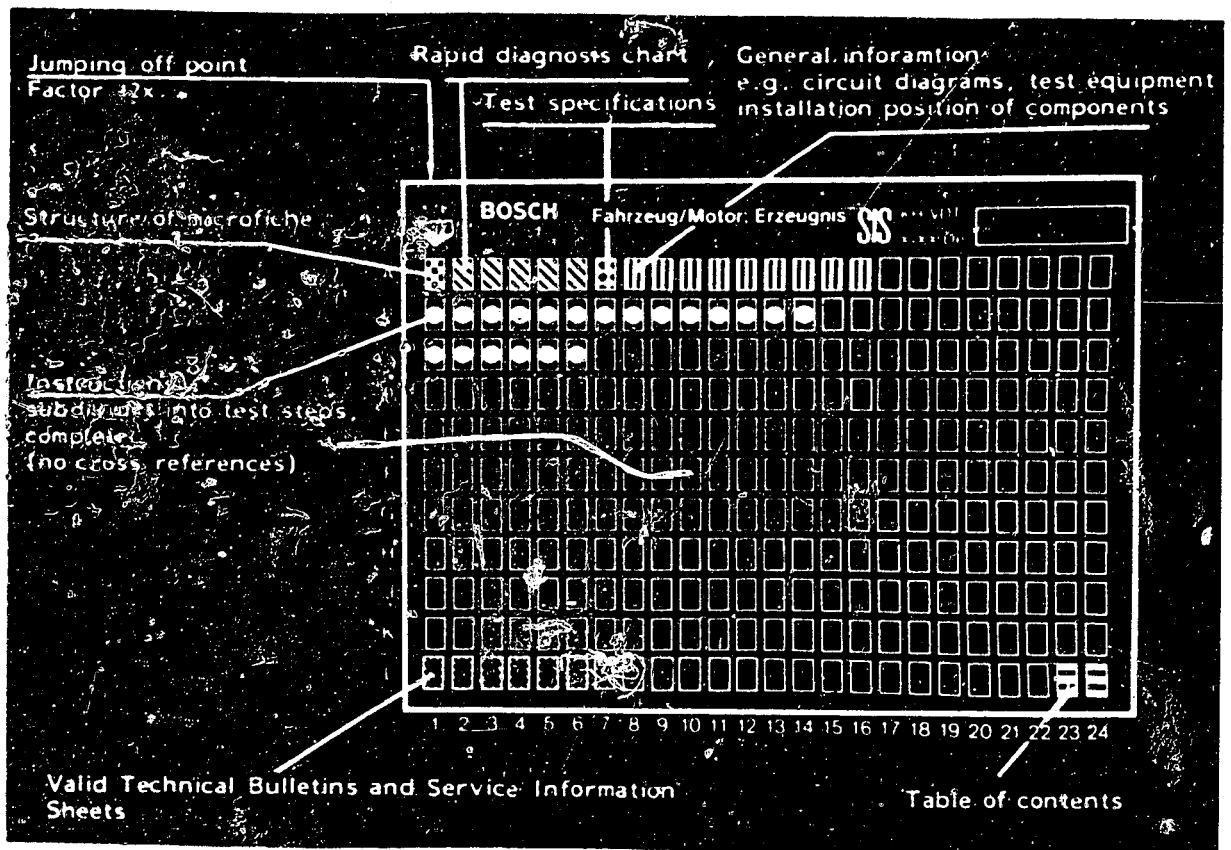 Jumping off point
Factor 42x
Rapid diagnosis chart
Test specifications
General inforamtion
e.g. circuit diagrams, test equipment
installation position of components
Structure of microfiche
BOSCH Fahrzeug/Motor: Erzeugnis SIS
Instruction
subdivided into test steps,
complete
(no cross references)
1 2 3 4 5 6 7 8 9 10 11 12 13 14 15 16 17 18 19 20 21 22 23 24
Valid Technical Bulletins and Service Information
Sheets
Table of contents